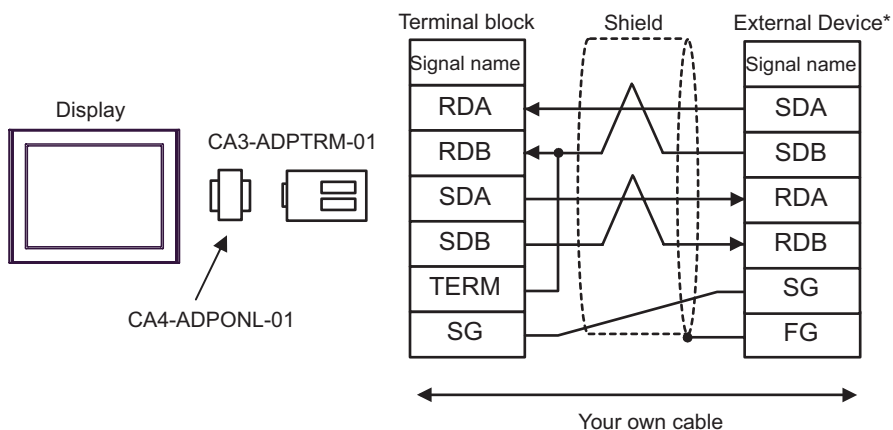 Terminal block
Shield
External Device*
Signal name
Signal name
Display
CA3-ADPTRM-01
CA4-ADPONL-01
RDA
SDA
RDB
SDB
SDA
RDA
SDB
RDB
TERM
SG
SG
FG
Your own cable